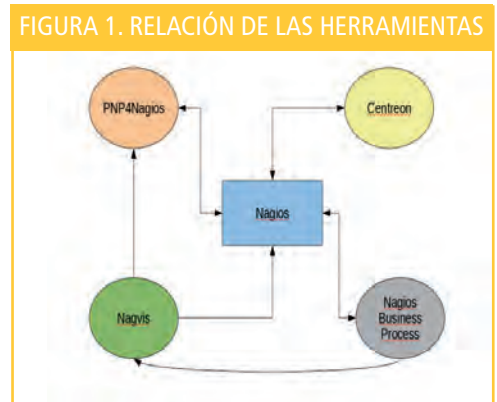 FIGURA 1. RELACIÓN DE LAS HERRAMIENTAS
PNP4Nagios
Centreon
Nagios
Nagvis
Nagios
Business
Process